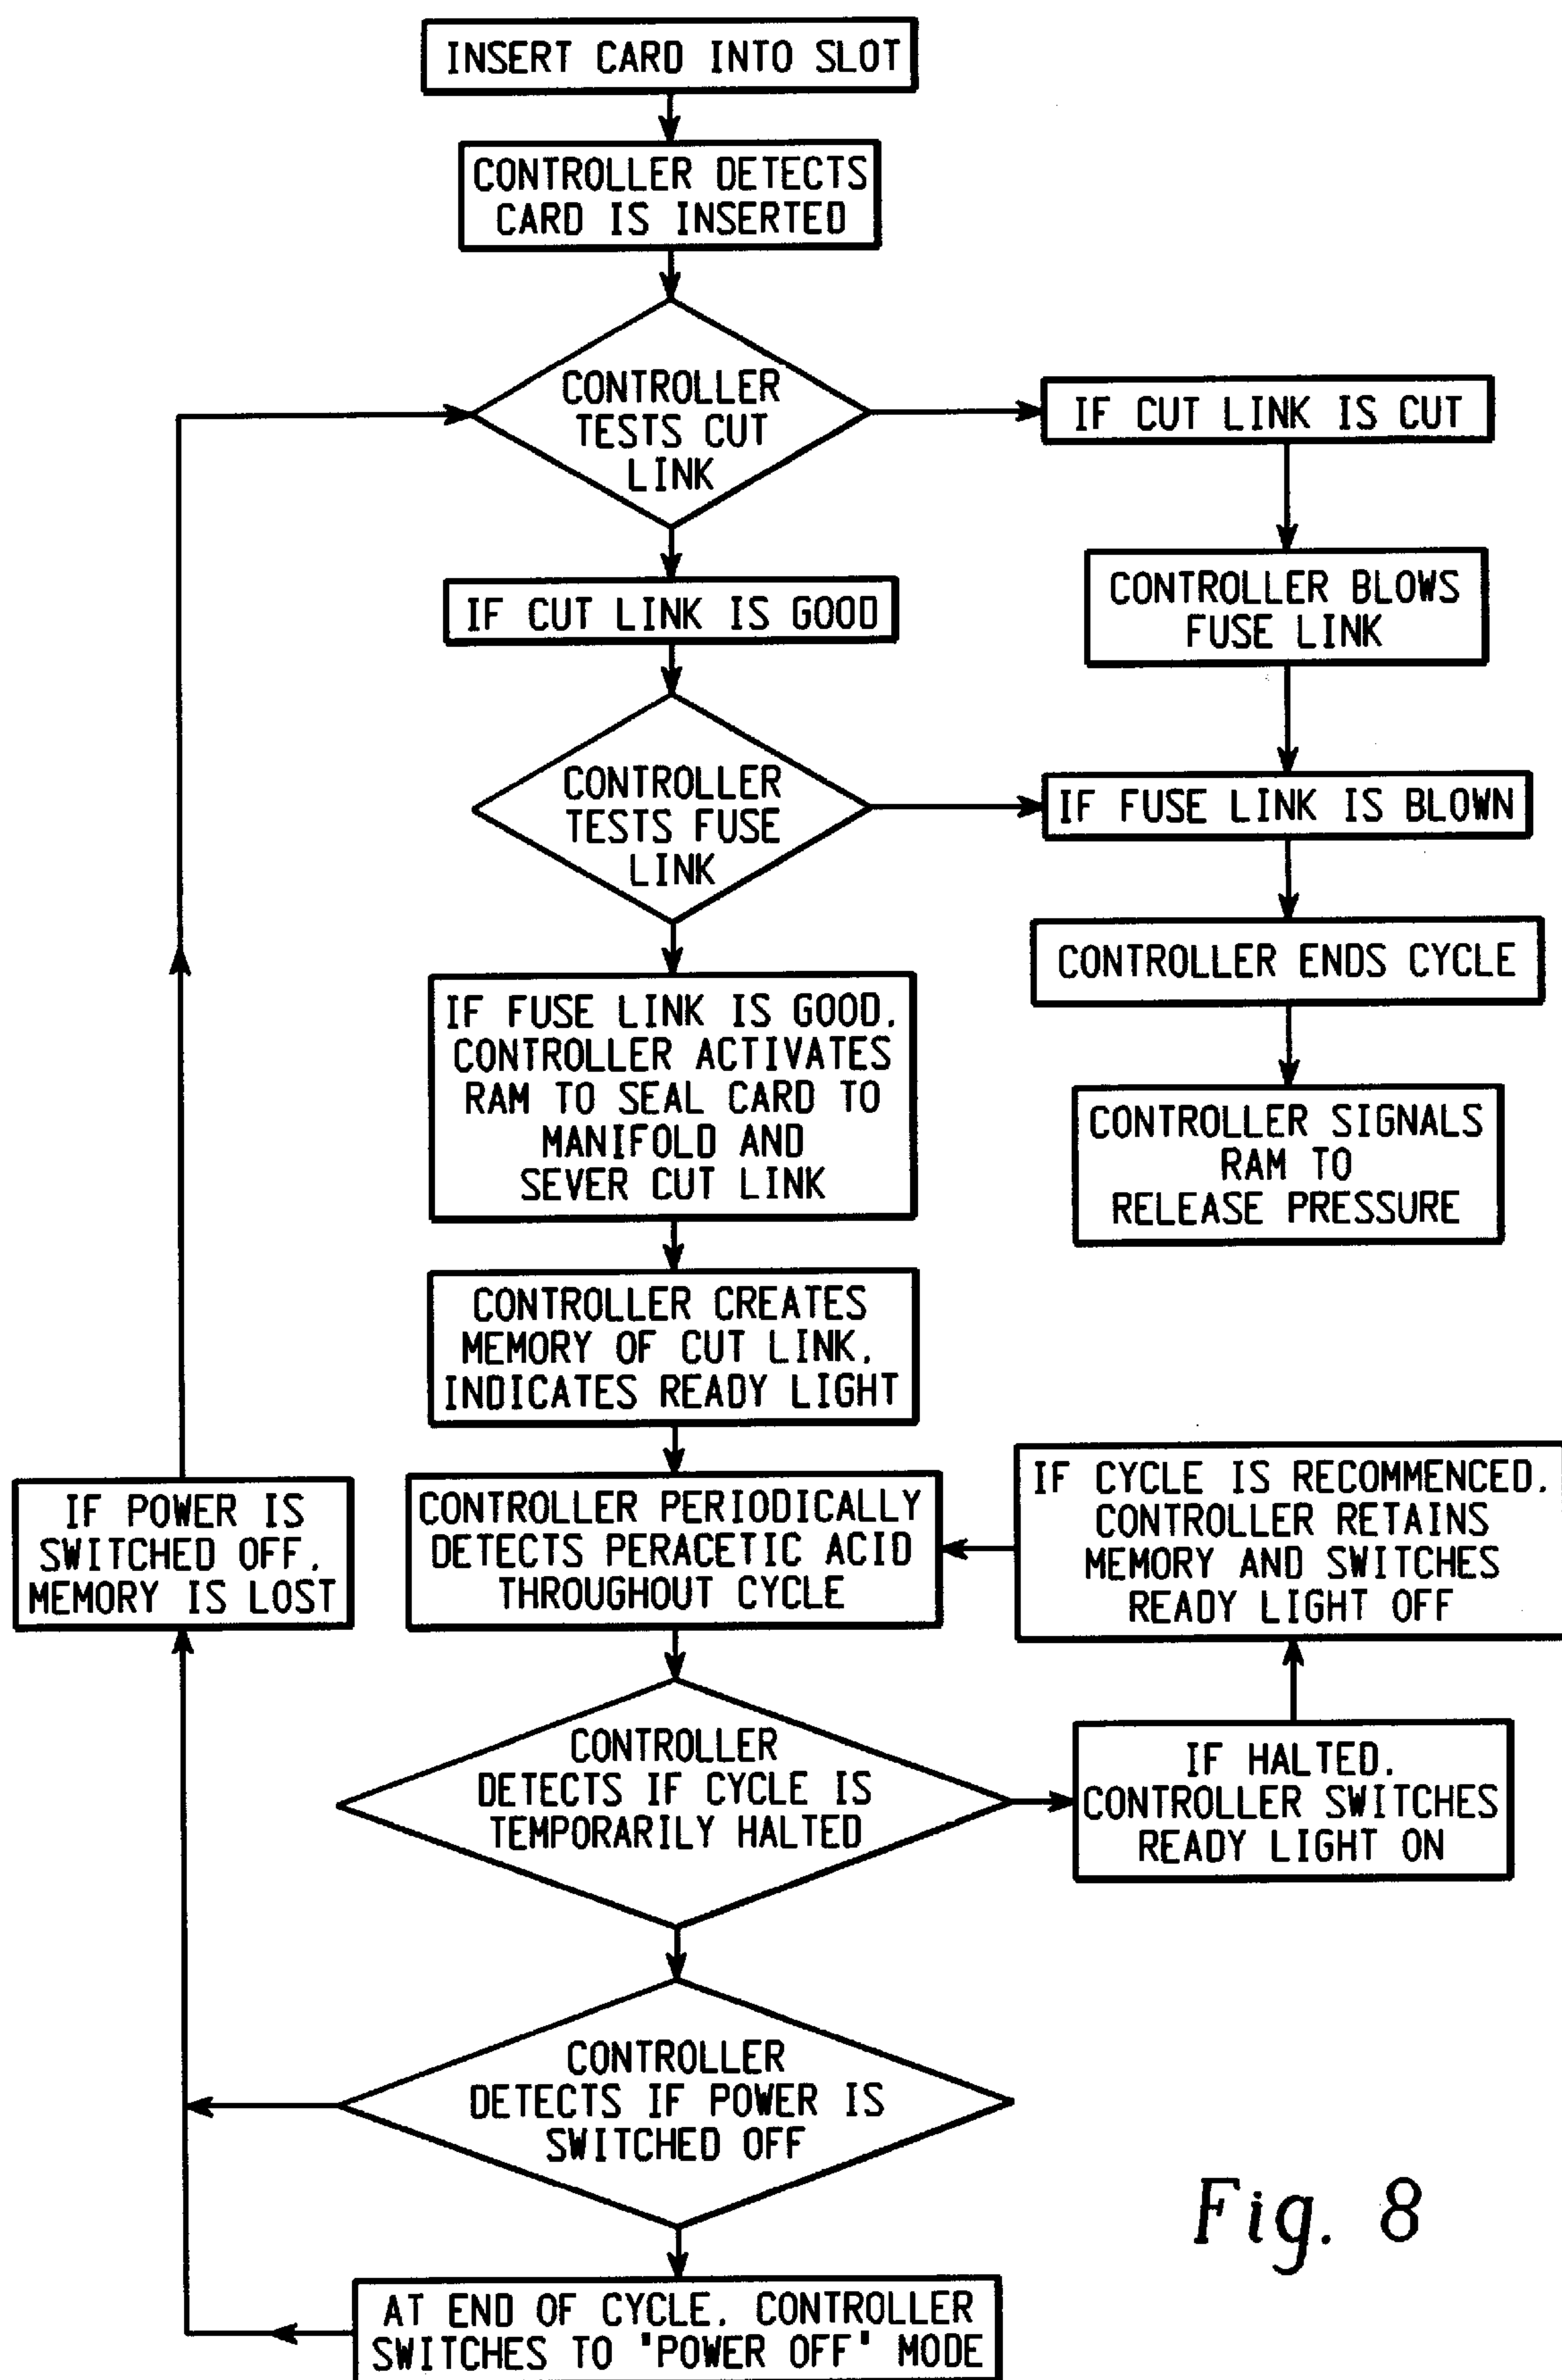 INSERT CARD INTO SLOT
CONTROLLER DETECTS
CARD IS INSERTED
CONTROLLER
TESTS CUT
LINK
IF CUT LINK IS CUT
IF CUT LINK IS GOOD
CONTROLLER BLOWS
FUSE LINK
CONTROLLER
TESTS FUSE
LINK
IF FUSE LINK IS BLOWN
CONTROLLER ENDS CYCLE
IF FUSE LINK IS GOOD,
CONTROLLER ACTIVATES
RAM TO SEAL CARD TO
MANIFOLD AND
SEVER CUT LINK
CONTROLLER SIGNALS
RAM TO
RELEASE PRESSURE
CONTROLLER CREATES
MEMORY OF CUT LINK,
INDICATES READY LIGHT
IF POWER IS
SWITCHED OFF,
MEMORY IS LOST
CONTROLLER PERIODICALLY
DETECTS PERACETIC ACID
THROUGHOUT CYCLE
IF CYCLE IS RECOMMENCED,
CONTROLLER RETAINS
MEMORY AND SWITCHES
READY LIGHT OFF
CONTROLLER
DETECTS IF CYCLE IS
TEMPORARILY HALTED
IF HALTED,
CONTROLLER SWITCHES
READY LIGHT ON
CONTROLLER
DETECTS IF POWER IS
SWITCHED OFF
AT END OF CYCLE, CONTROLLER
SWITCHES TO "POWER OFF" MODE
Fig. 8